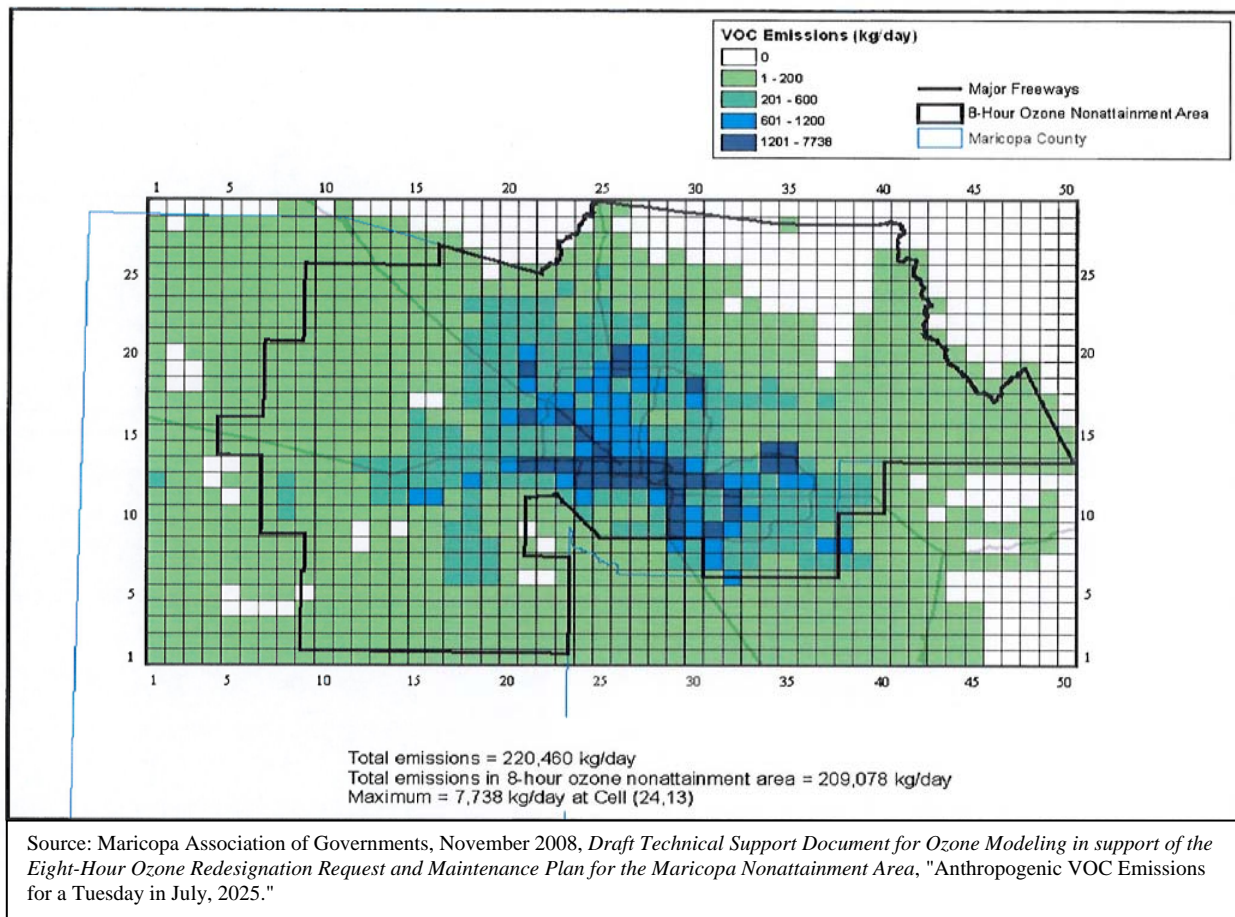 VOC Emissions (kg/day)
0
1 - 200
201 - 600
601 - 1200
1201 - 7738
Major Freeways
8-Hour Ozone Nonattainment Area
Maricopa County
1 5 10 15 20 25 30 35 40 45 50
25 25
20 20
15 15
10 10
5 5
1 1
1 5 10 15 20 25 30 35 40 45 50
Total emissions = 220,460 kg/day
Total emissions in 8-hour ozone nonattainment area = 209,078 kg/day
Maximum = 7,738 kg/day at Cell (24,13)
Source: Maricopa Association of Governments, November 2008, Draft Technical Support Document for Ozone Modeling in support of the
Eight-Hour Ozone Redesignation Request and Maintenance Plan for the Maricopa Nonattainment Area, "Anthropogenic VOC Emissions
for a Tuesday in July, 2025."